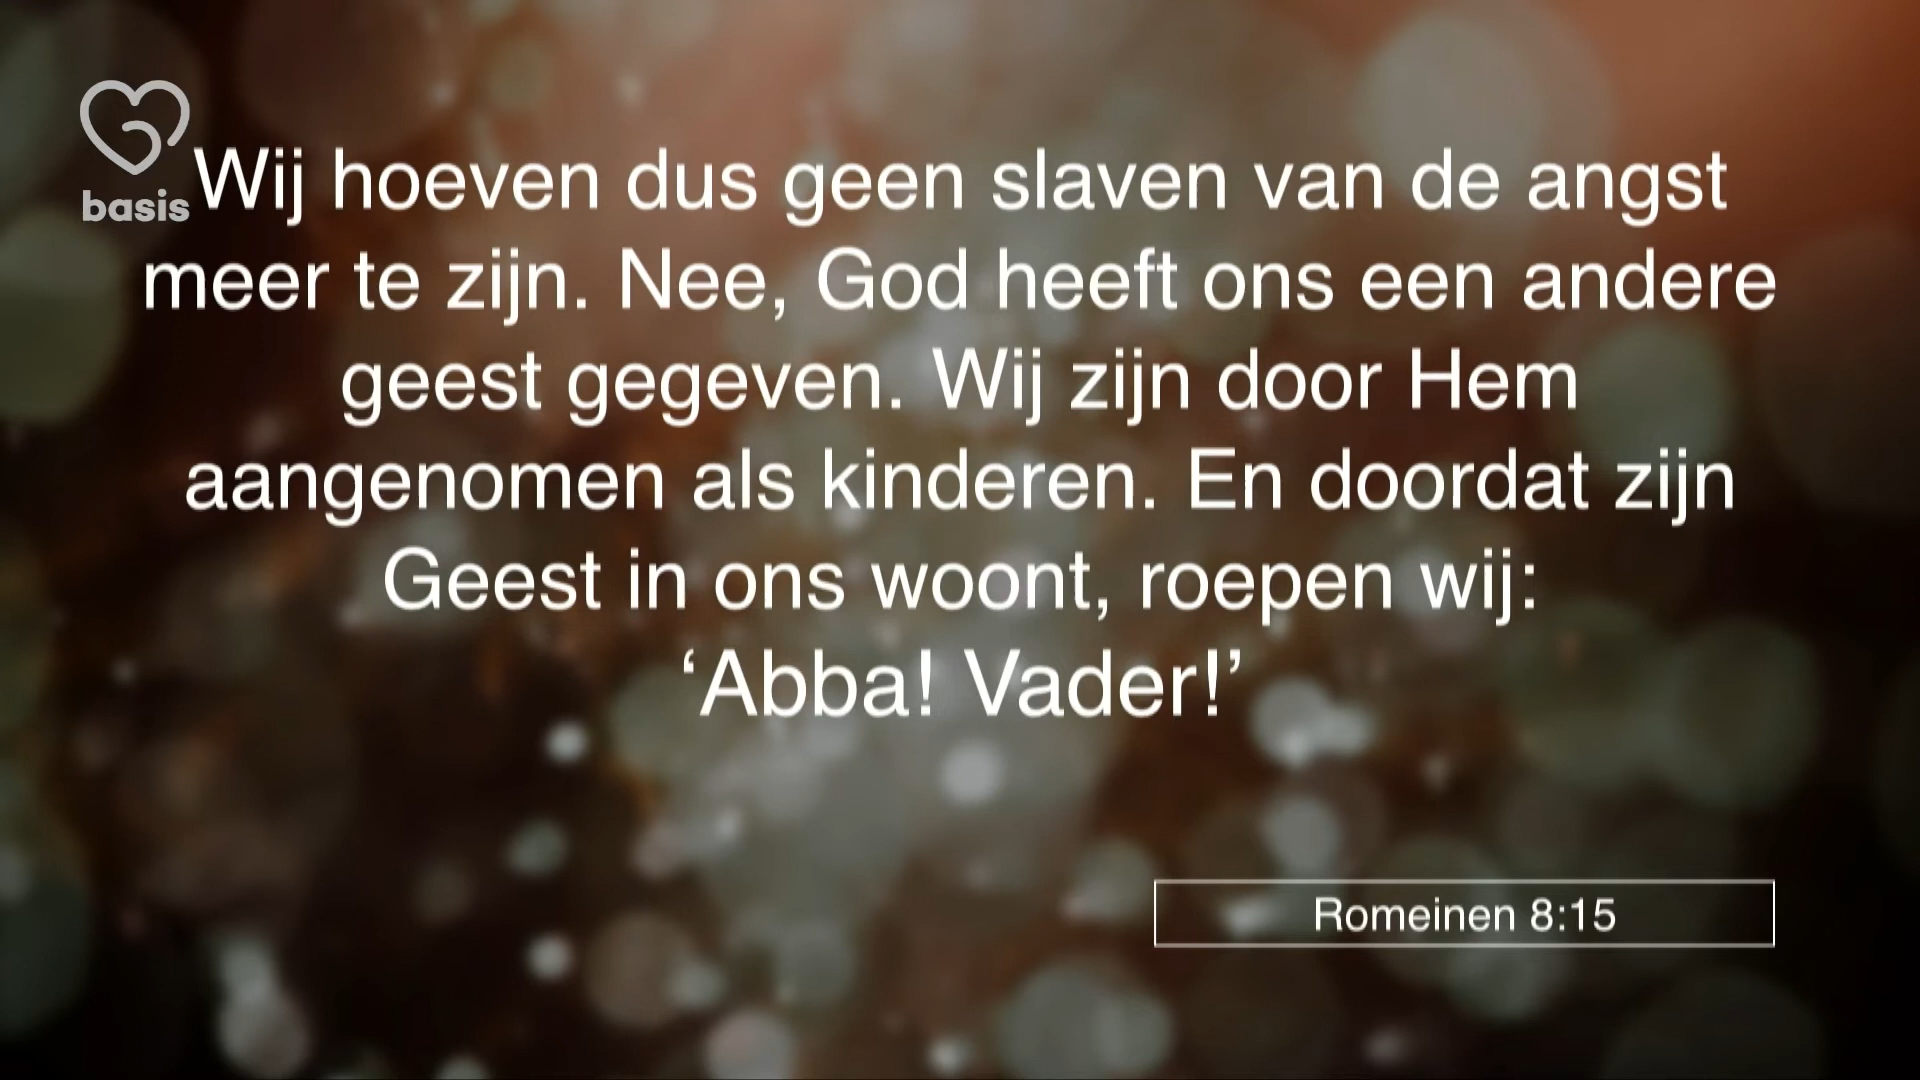 basis
Wij hoeven dus geen slaven van de angst
meer te zijn. Nee, God heeft ons een andere
geest gegeven. Wij zijn door Hem
aangenomen als kinderen. En doordat zijn
Geest in ons woont, roepen wij:
‘Abba! Vader!’
Romeinen 8:15